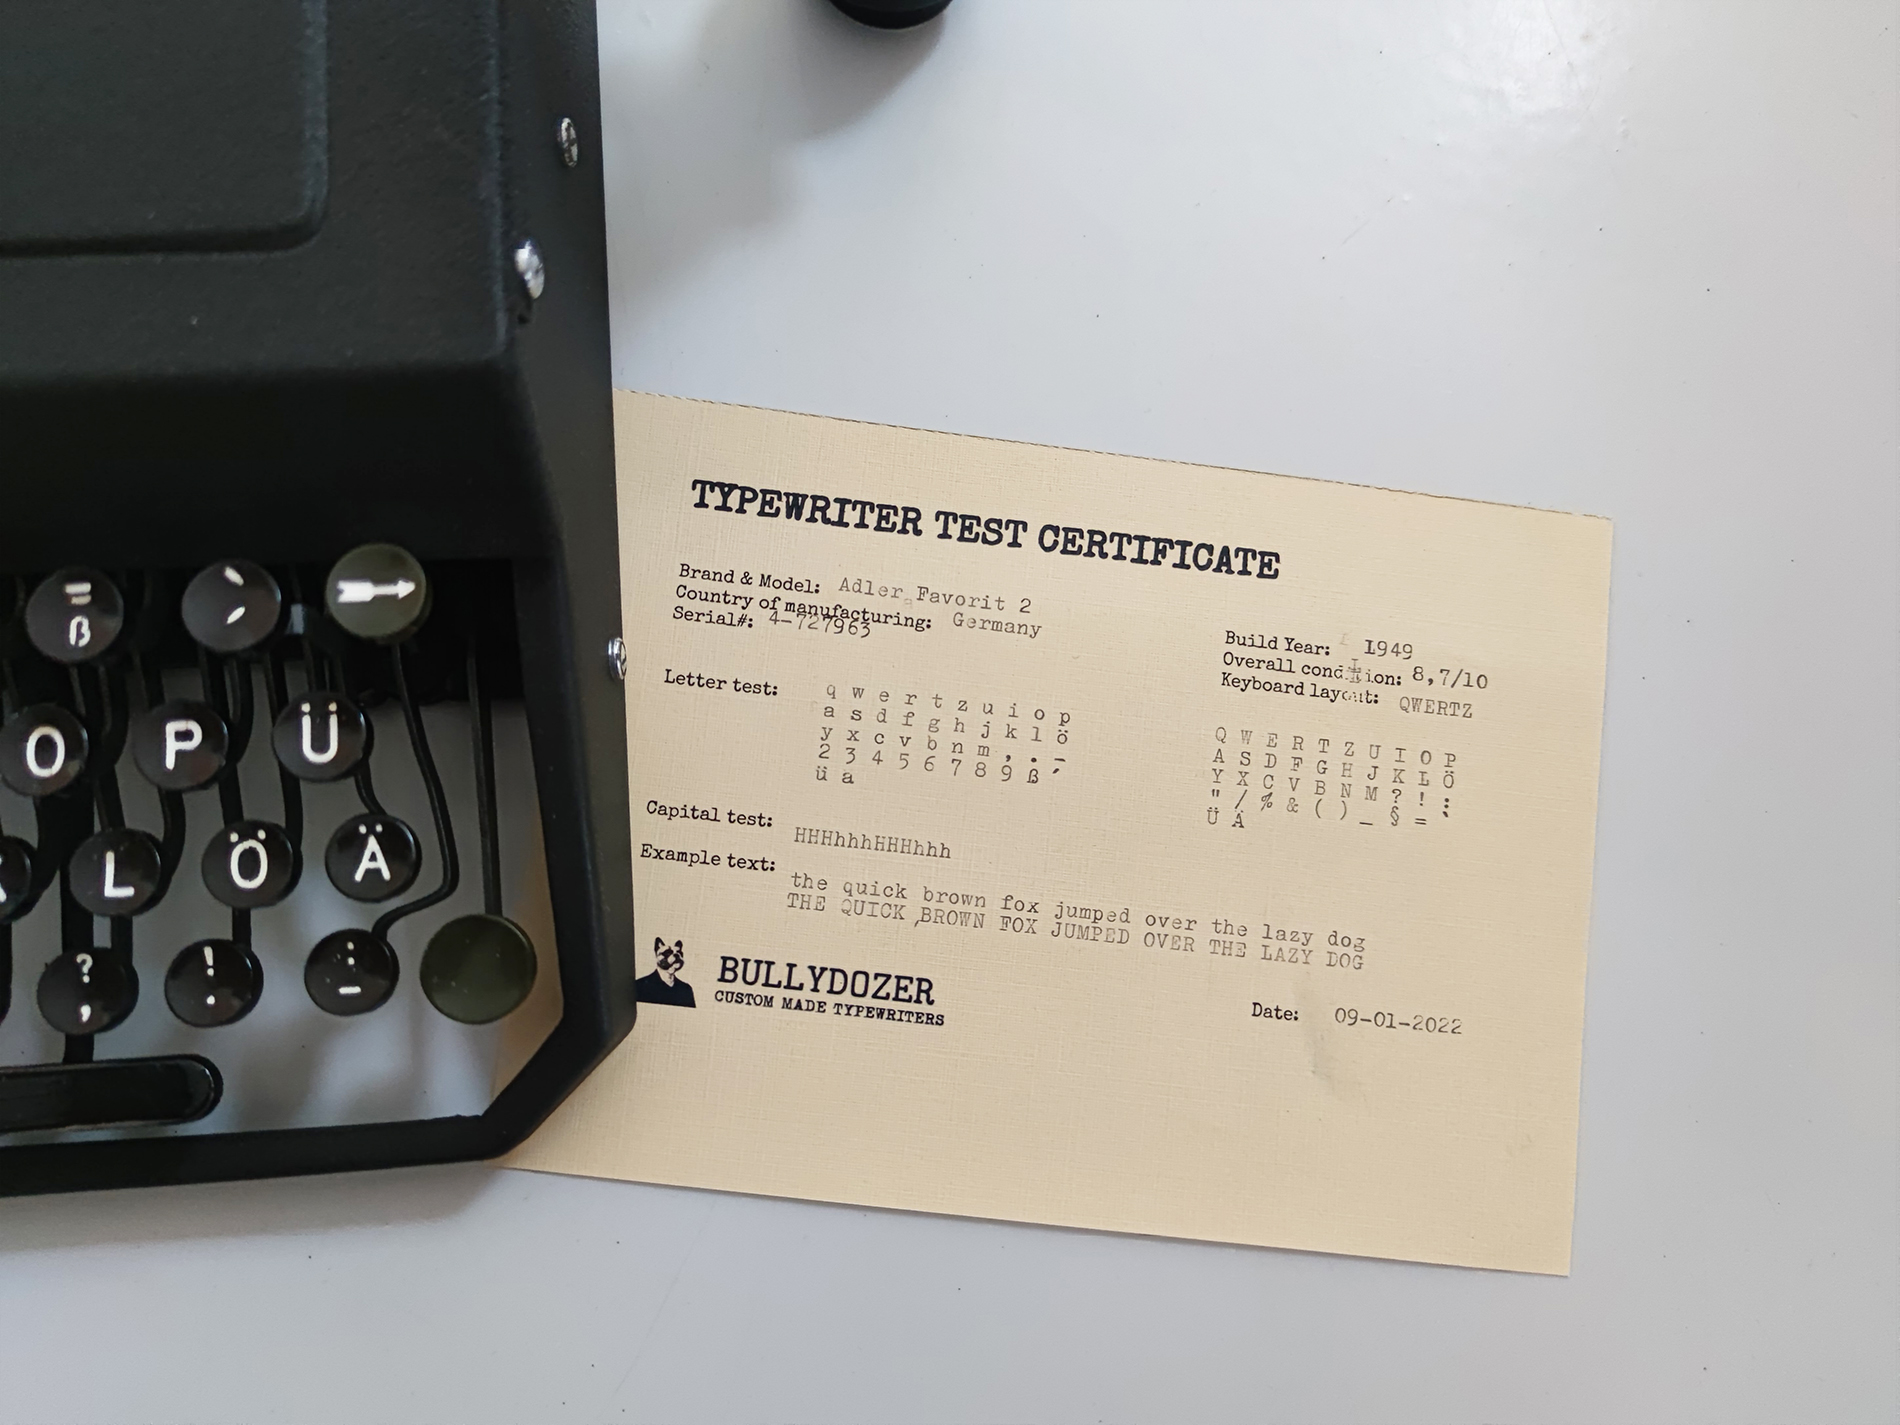 =
ß
O P Ü
L Ö Ä
?
,
!
.
:
–
TYPEWRITER TEST CERTIFICATE
Brand & Model: Adler Favorit 2
Country of manufacturing: Germany
Serial#: 4-727963
Build Year: 1949
Overall condition: 8,7/10
Keyboard layout: QWERTZ
Letter test:
q w e r t z u i o p
a s d f g h j k l ö
y x c v b n m , . -
2 3 4 5 6 7 8 9 ß ´
ü a
Q W E R T Z U I O P
A S D F G H J K L Ö
Y X C V B N M ? ! :
" / % & ( ) _ § = `
Ü Ä
Capital test:
HHHhhhHHHhhh
Example text:
the quick brown fox jumped over the lazy dog
THE QUICK ,BROWN FOX JUMPED OVER THE LAZY DOG
BULLYDOZER
CUSTOM MADE TYPEWRITERS
Date: 09-01-2022